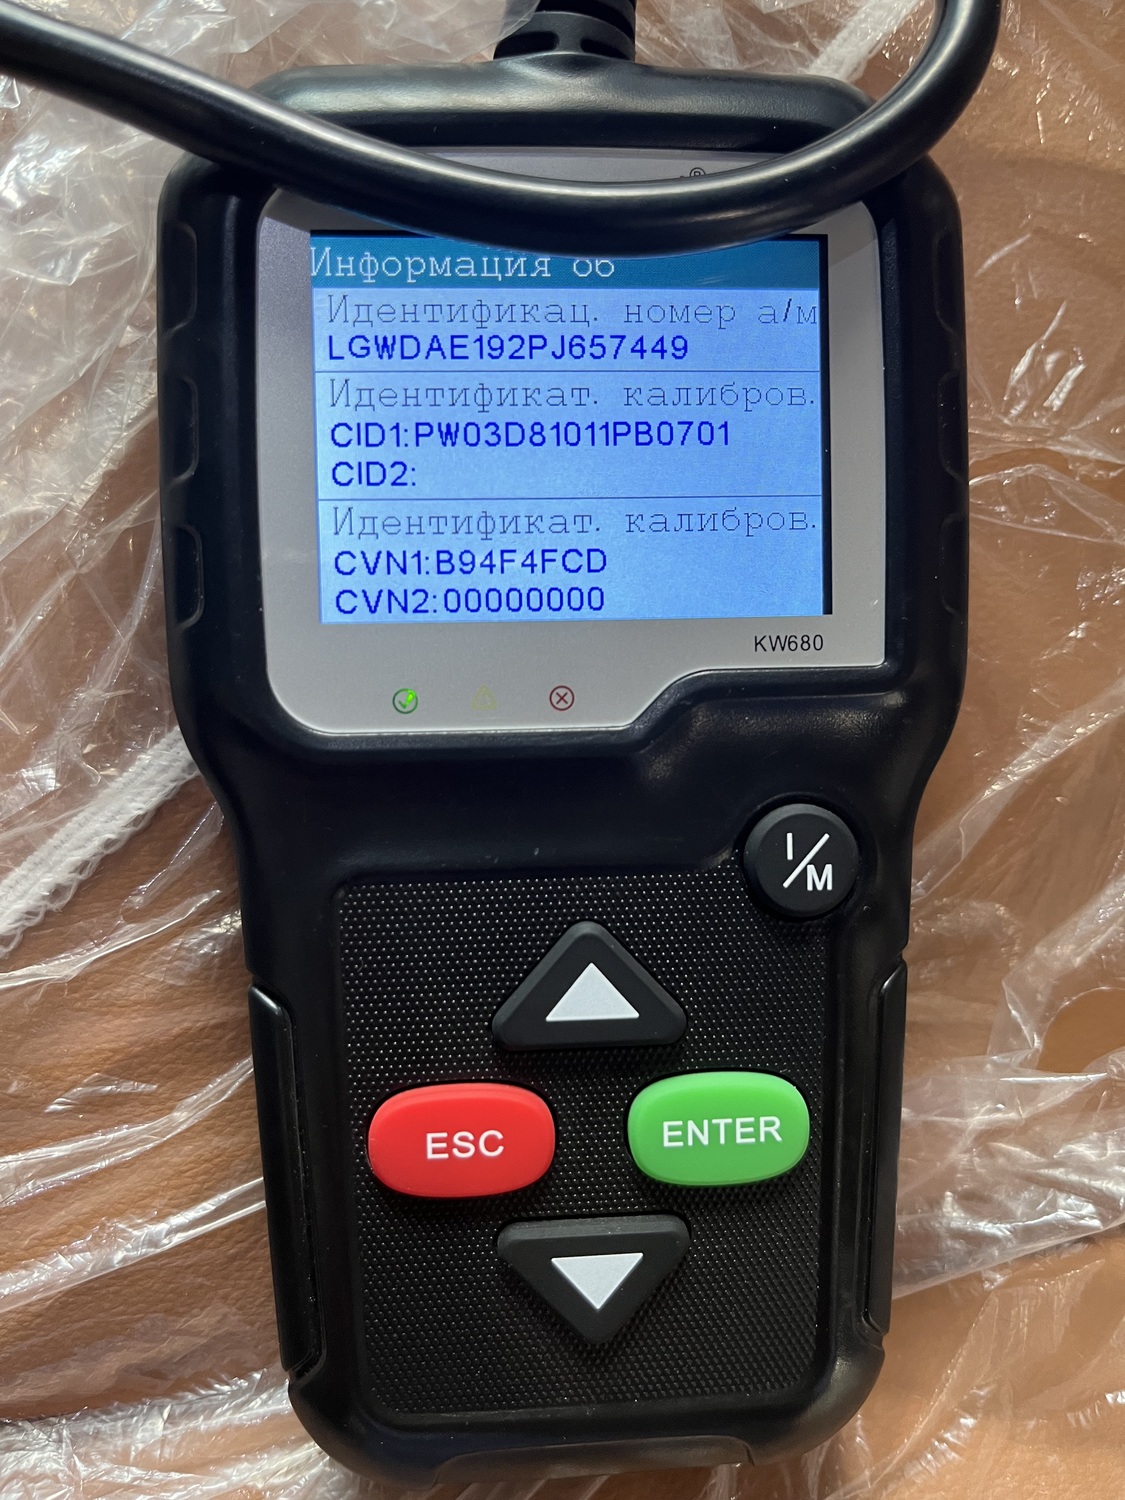 Информация об
Идентификац. номер а/м
LGWDAE192PJ657449
Идентификат. калибров.
CID1:PW03D81011PB0701
CID2:
Идентификат. калибров.
CVN1:B94F4FCD
CVN2:00000000
KW680
I/M
ESC
ENTER